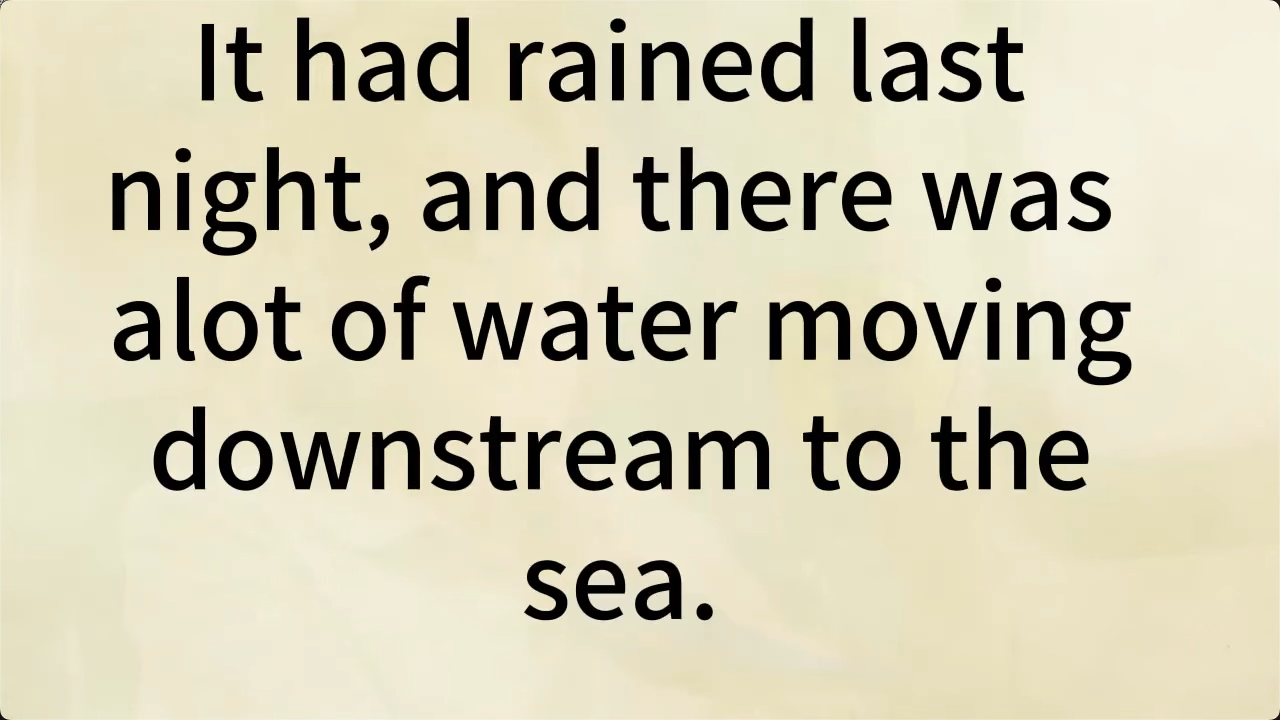 It had rained last
night, and there was
alot of water moving
downstream to the
sea.